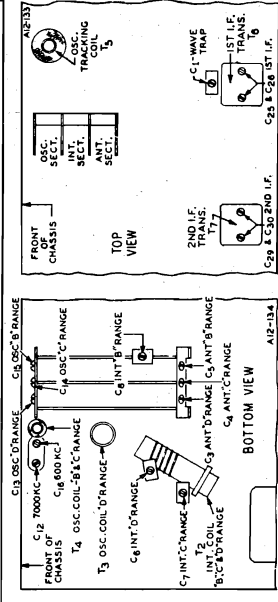 A12-133
OSC.
TRACKING
COIL
T5
OSC.
SECT.
INT.
SECT.
ANT.
SECT.
FRONT
OF
CHASSIS
TOP
VIEW
C1-WAVE
TRAP
1ST I.F.
TRANS.
T6
C25 & C26 1ST I.F.
2ND I.F.
TRANS.
T7
C29 & C30 2ND I.F.
C13 OSC."D"RANGE
C15 OSC."B"RANGE
C14 OSC."C"RANGE
C12 7000KC
C16 600 KC
FRONT OF
CHASSIS
T4 OSC. COIL-"B"&"C"RANGE
T3 OSC. COIL"D"RANGE
C8 INT."B"RANGE
C6 INT."D"RANGE
C7 INT."C"RANGE
T2
INT. COIL
"B","C"&"D"RANGE
C3 ANT."D"RANGE
C4 ANT."C"RANGE
C5 ANT."B"RANGE
BOTTOM VIEW
A12-134